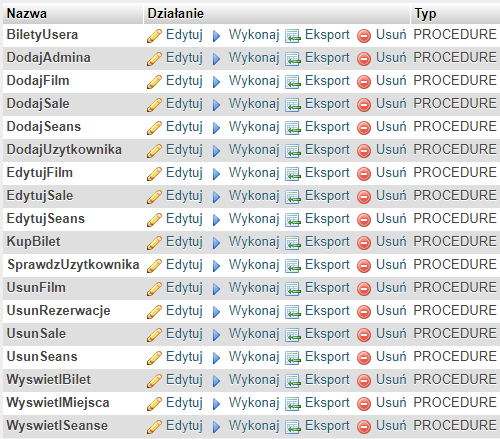 Nazwa Działanie Typ
BiletyUsera Edytuj Wykonaj Eksport Usuń PROCEDURE
DodajAdmina Edytuj Wykonaj Eksport Usuń PROCEDURE
DodajFilm Edytuj Wykonaj Eksport Usuń PROCEDURE
DodajSale Edytuj Wykonaj Eksport Usuń PROCEDURE
DodajSeans Edytuj Wykonaj Eksport Usuń PROCEDURE
DodajUzytkownika Edytuj Wykonaj Eksport Usuń PROCEDURE
EdytujFilm Edytuj Wykonaj Eksport Usuń PROCEDURE
EdytujSale Edytuj Wykonaj Eksport Usuń PROCEDURE
EdytujSeans Edytuj Wykonaj Eksport Usuń PROCEDURE
KupBilet Edytuj Wykonaj Eksport Usuń PROCEDURE
SprawdzUzytkownika Edytuj Wykonaj Eksport Usuń PROCEDURE
UsunFilm Edytuj Wykonaj Eksport Usuń PROCEDURE
UsunRezerwacje Edytuj Wykonaj Eksport Usuń PROCEDURE
UsunSale Edytuj Wykonaj Eksport Usuń PROCEDURE
UsunSeans Edytuj Wykonaj Eksport Usuń PROCEDURE
WyswietlBilet Edytuj Wykonaj Eksport Usuń PROCEDURE
WyswietlMiejsca Edytuj Wykonaj Eksport Usuń PROCEDURE
WyswietlSeanse Edytuj Wykonaj Eksport Usuń PROCEDURE